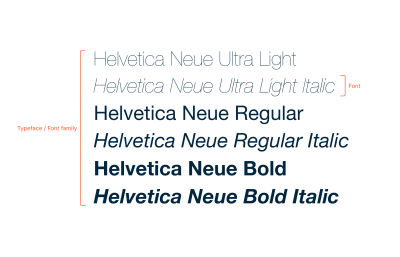 Helvetica Neue Ultra Light
Helvetica Neue Ultra Light Italic
Font
Helvetica Neue Regular
Typeface / Font family
Helvetica Neue Regular Italic
Helvetica Neue Bold
Helvetica Neue Bold Italic